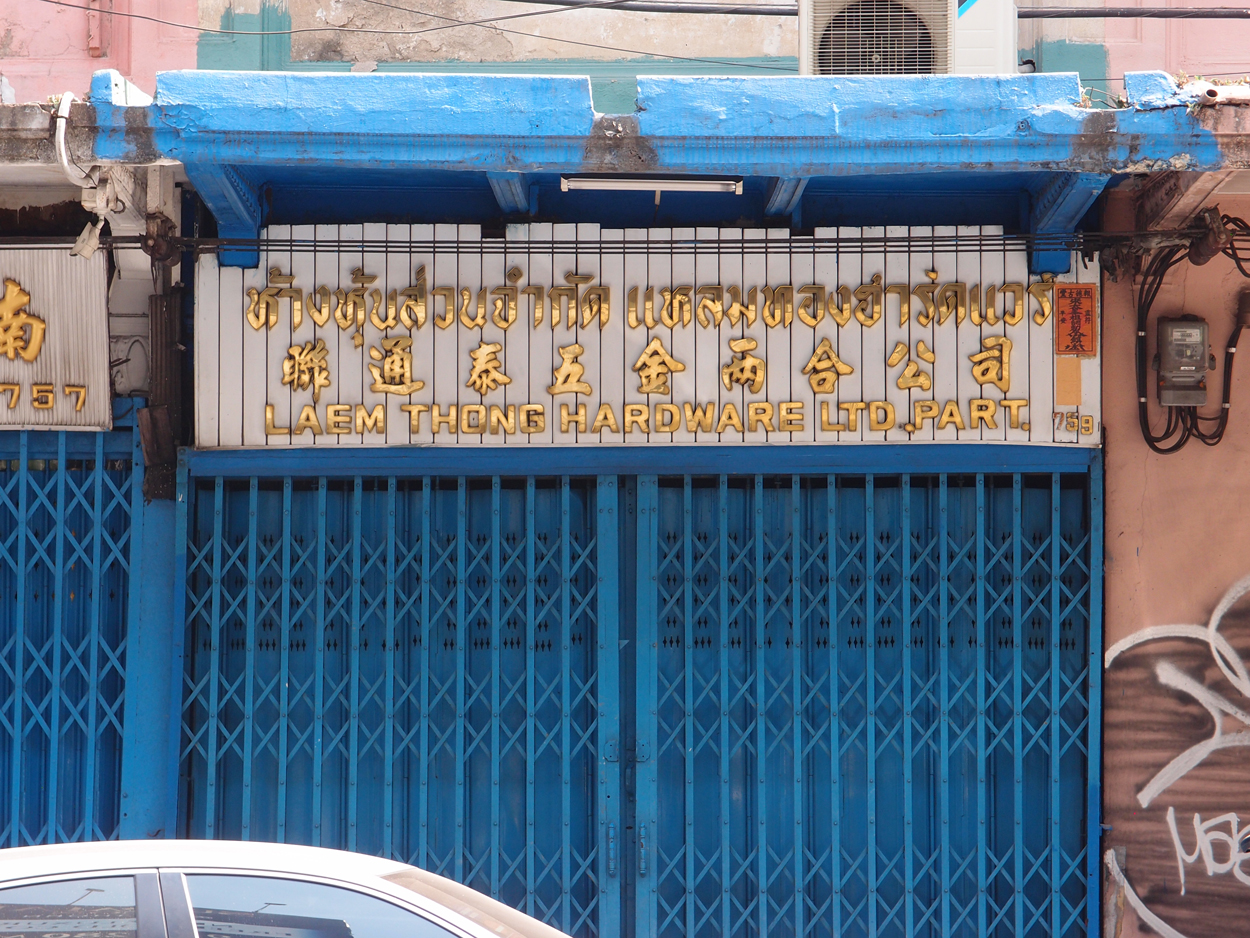 ห้างหุ้นส่วนจำกัด แหลมทองฮาร์ดแวร์
聯通泰五金兩合公司
LAEM THONG HARDWARE LTD.,PART.
759
南
757